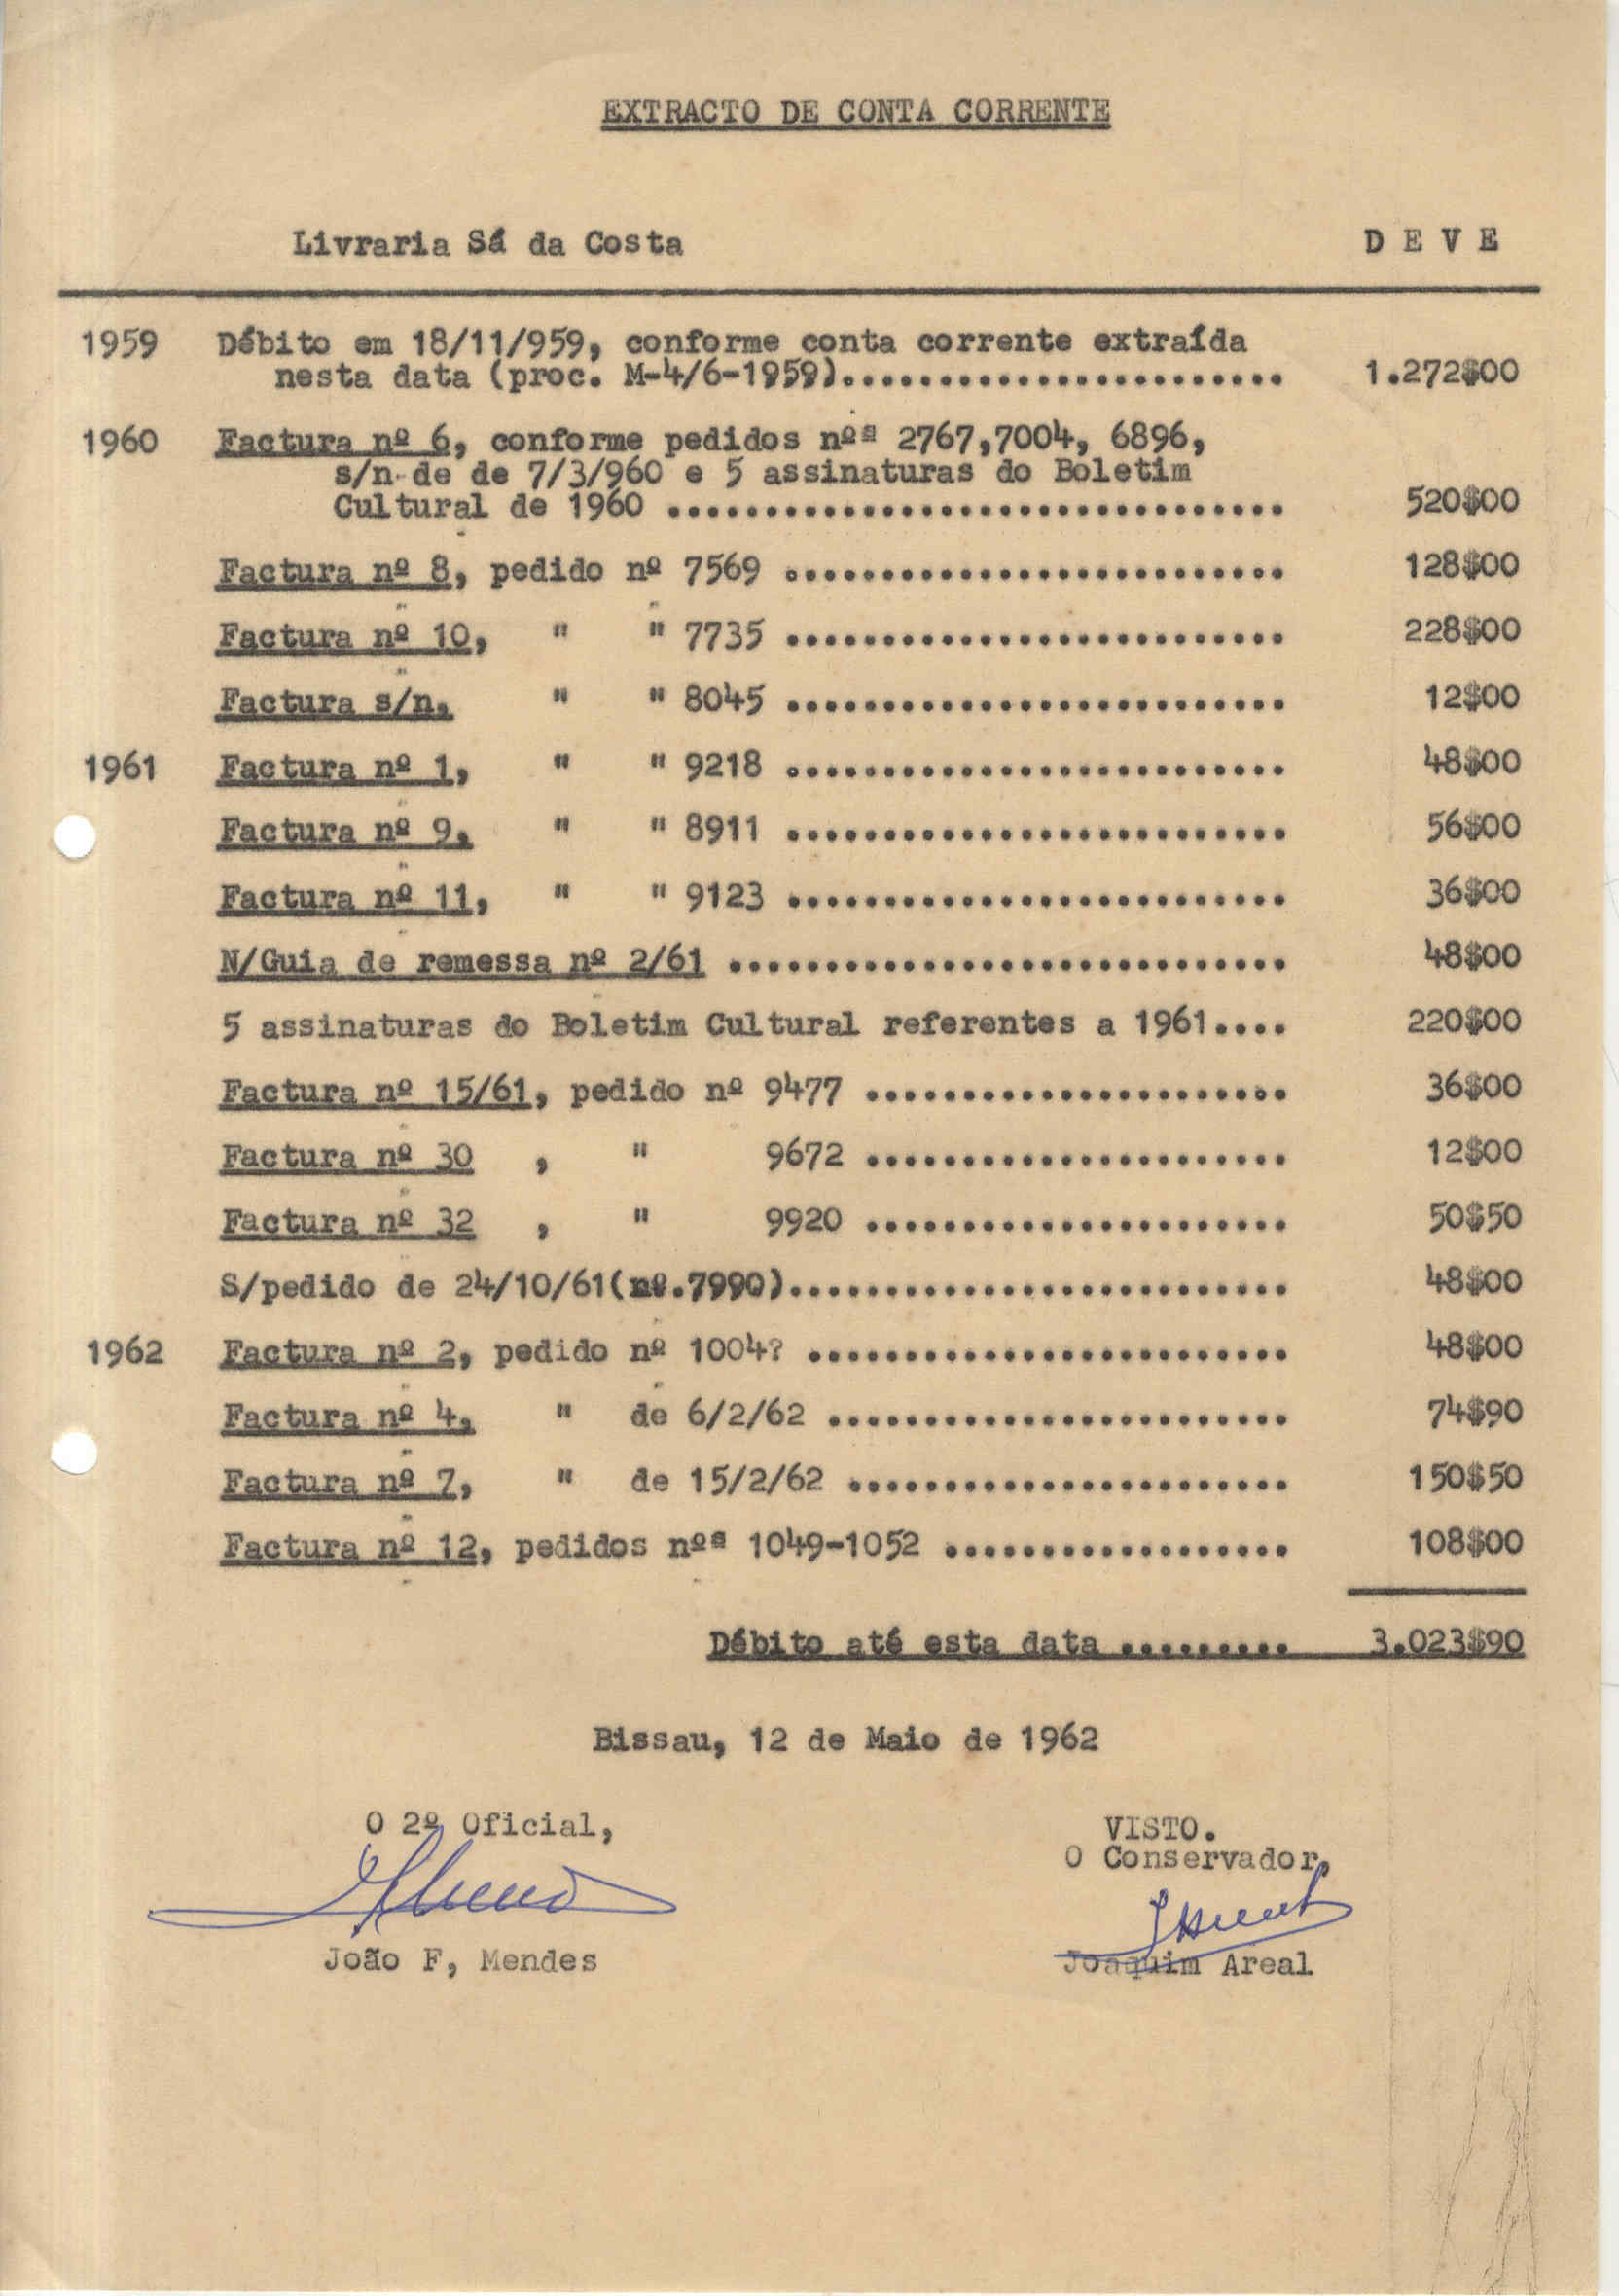 EXTRACTO DE CONTA CORRENTE
Livraria Sá da Costa D E V E
1959 Débito em 18/11/959, conforme conta corrente extraída
nesta data (proc. M-4/6-1959)....................... 1.272$00
1960 Factura nº 6, conforme pedidos nºs 2767,7004, 6896,
s/n de de 7/3/960 e 5 assinaturas do Boletim
Cultural de 1960 ................................ 520$00
Factura nº 8, pedido nº 7569 .......................... 128$00
Factura nº 10, " " 7735 .......................... 228$00
Factura s/n. " " 8045 .......................... 12$00
1961 Factura nº 1, " " 9218 .......................... 48$00
Factura nº 9, " " 8911 .......................... 56$00
Factura nº 11, " " 9123 .......................... 36$00
N/Guia de remessa nº 2/61 ............................. 48$00
5 assinaturas do Boletim Cultural referentes a 1961.... 220$00
Factura nº 15/61, pedido nº 9477 ...................... 36$00
Factura nº 30 , " 9672 ...................... 12$00
Factura nº 32 , " 9920 ...................... 50$50
S/pedido de 24/10/61(nº.7990).......................... 48$00
1962 Factura nº 2, pedido nº 1004? ......................... 48$00
Factura nº 4, " de 6/2/62 ........................ 74$90
Factura nº 7, " de 15/2/62 ....................... 150$50
Factura nº 12, pedidos nºs 1049-1052 .................. 108$00
Débito até esta data ......... 3.023$90
Bissau, 12 de Maio de 1962
O 2º Oficial,
VISTO.
O Conservador,
João F, Mendes
Joaquim Areal